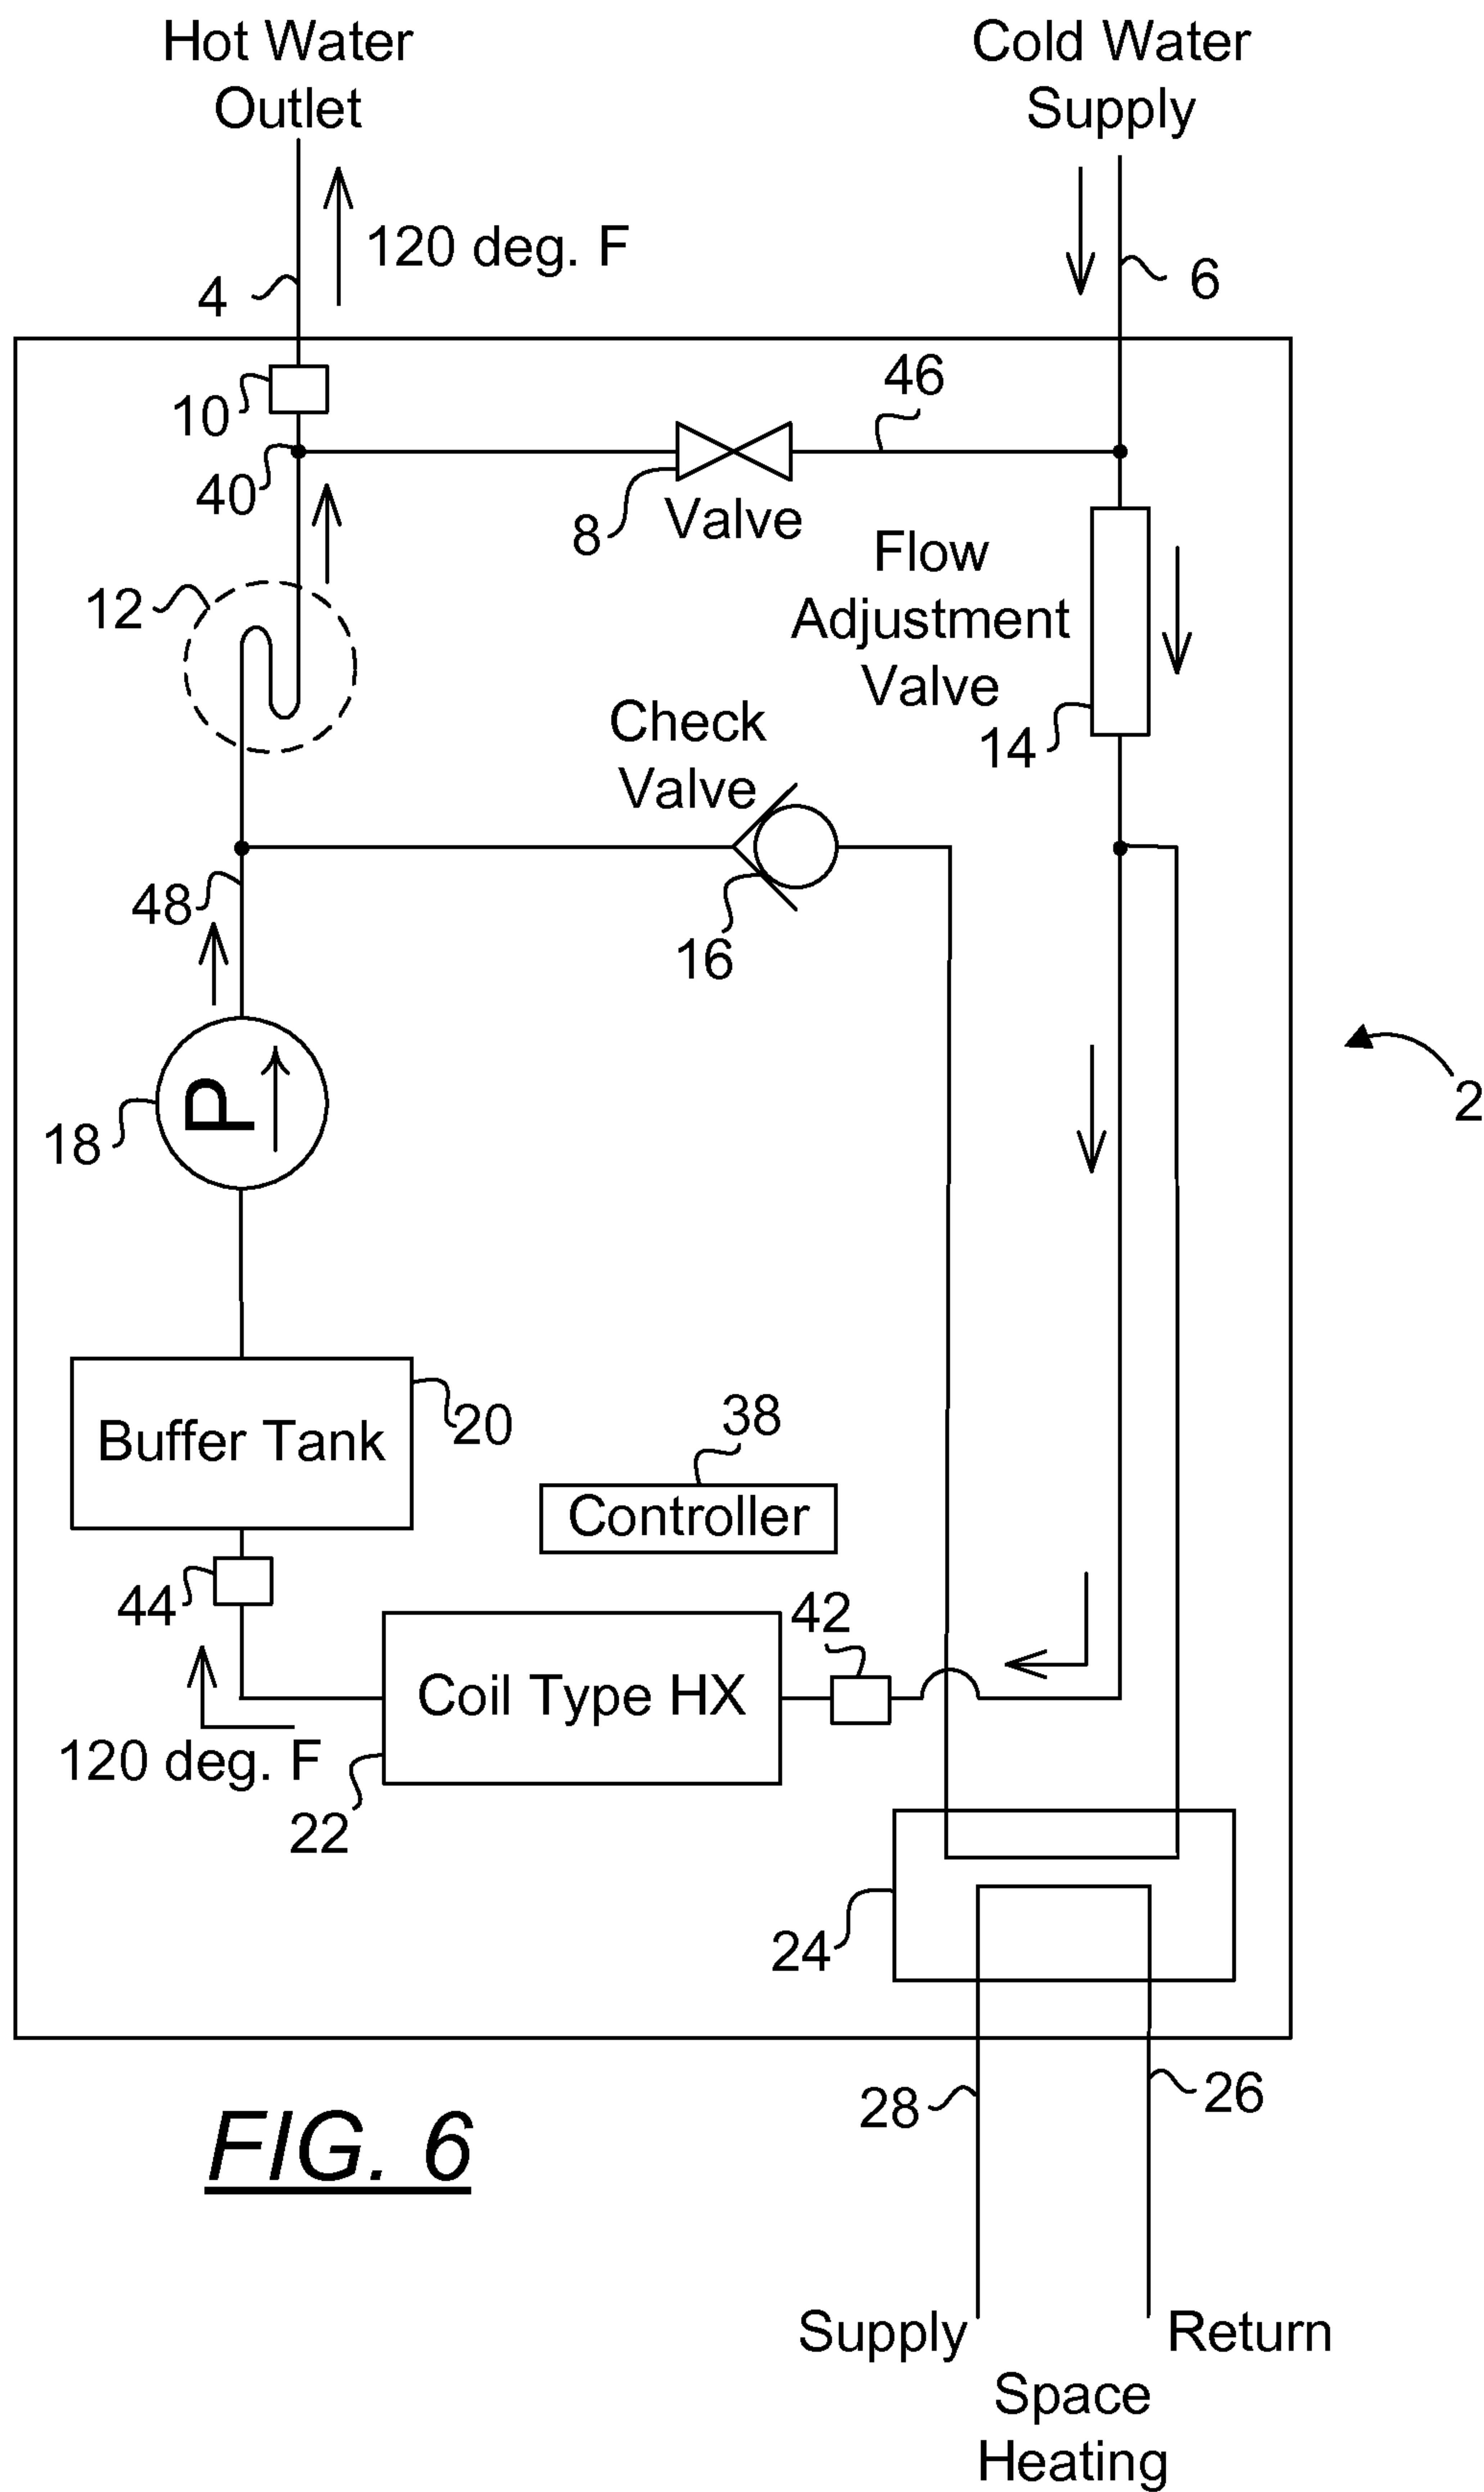 Hot Water
Outlet
Cold Water
Supply
120 deg. F
4
6
10
46
40
8
Valve
Flow
Adjustment
Valve
12
14
Check
Valve
48
16
2
P
18
Buffer Tank
20
38
Controller
44
42
Coil Type HX
120 deg. F
22
24
28
26
FIG. 6
Supply
Return
Space
Heating